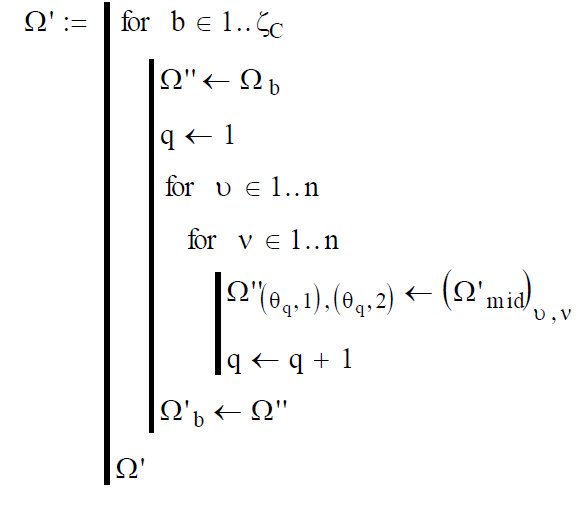 Ω' := for b ∈ 1..ζ_C
Ω" ← Ω_b
q ← 1
for υ ∈ 1..n
for ν ∈ 1..n
Ω"_(θ_q,1),(θ_q,2) ← (Ω'_mid)_υ,ν
q ← q + 1
Ω'_b ← Ω"
Ω'